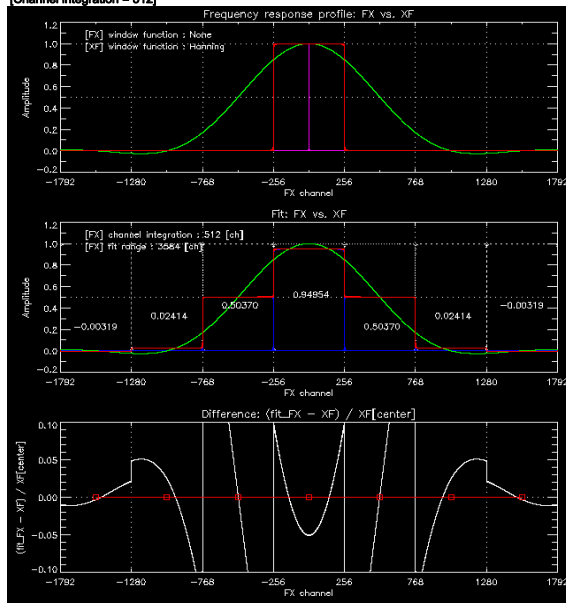 [Channel integration = 512]
Frequency response profile: FX vs. XF
[FX] window function : None
[XF] window function : Hanning
Amplitude
1.2
1.0
0.8
0.6
0.4
0.2
0.0
-0.2
-1792 -1280 -768 -256 256 768 1280 1792
FX channel
Fit: FX vs. XF
[FX] channel integration : 512 [ch]
[FX] fit range : 3584 [ch]
Amplitude
1.2
1.0
0.8
0.6
0.4
0.2
0.0
-0.2
-0.00319 0.02414 0.50370 0.94954 0.50370 0.02414 -0.00319
-1792 -1280 -768 -256 256 768 1280 1792
FX channel
Difference: (fit_FX - XF) / XF[center]
(fit_FX - XF) / XF[center]
0.10
0.05
0.00
-0.05
-0.10
-1792 -1280 -768 -256 256 768 1280 1792
FX channel